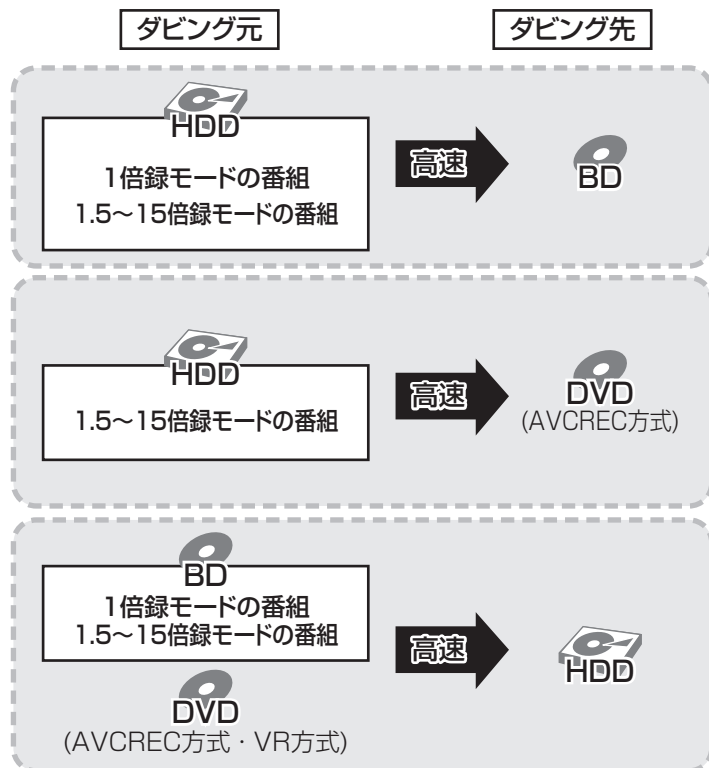 ダビング元
ダビング先
HDD
1倍録モードの番組
1.5～15倍録モードの番組
高速
BD
HDD
1.5～15倍録モードの番組
高速
DVD
(AVCREC方式)
BD
1倍録モードの番組
1.5～15倍録モードの番組
DVD
(AVCREC方式・VR方式)
高速
HDD